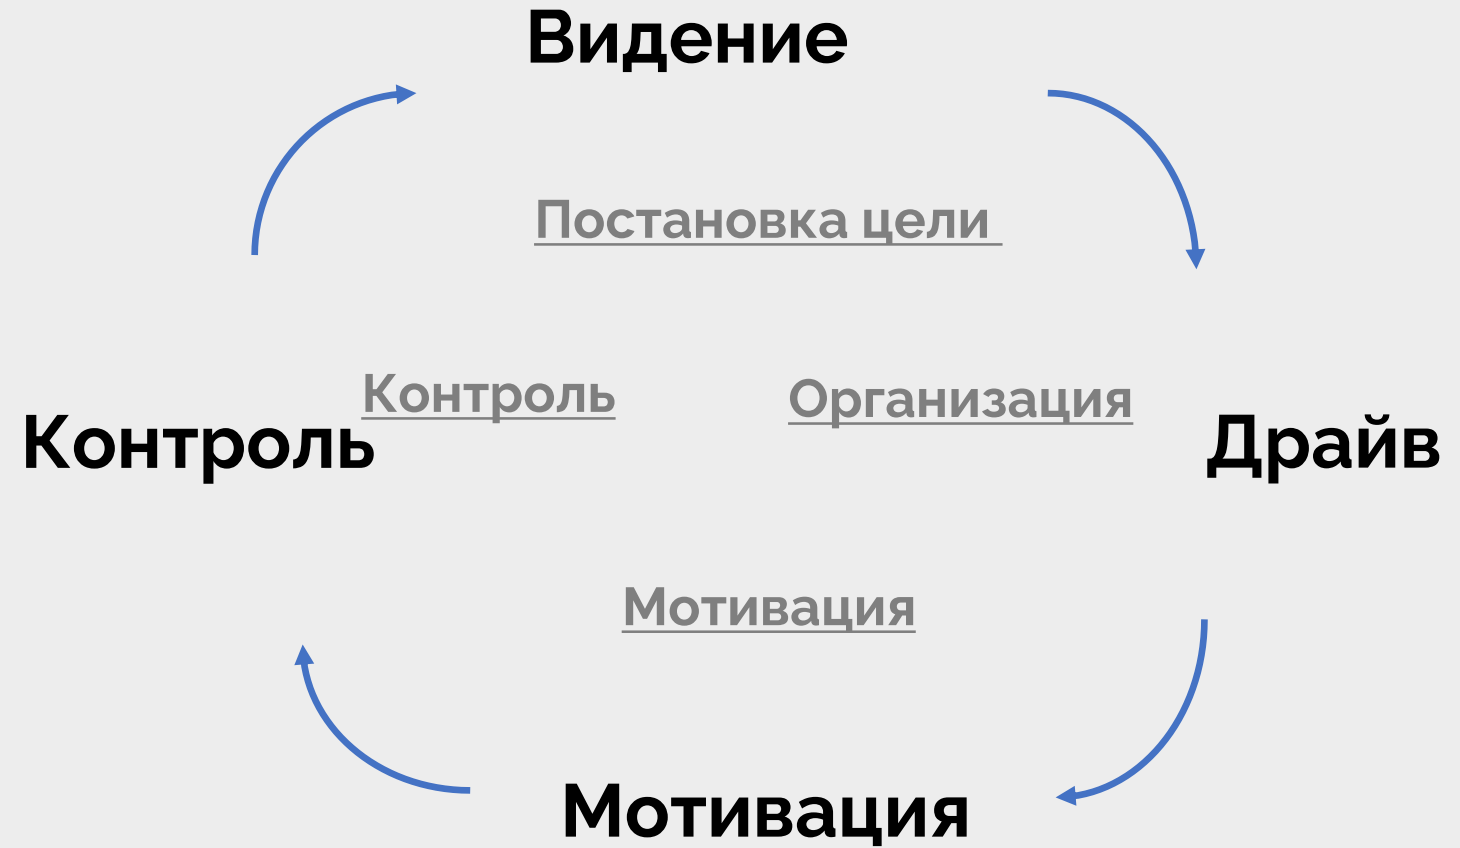 Видение
Постановка цели
Контроль
Организация
Контроль
Драйв
Мотивация
Мотивация